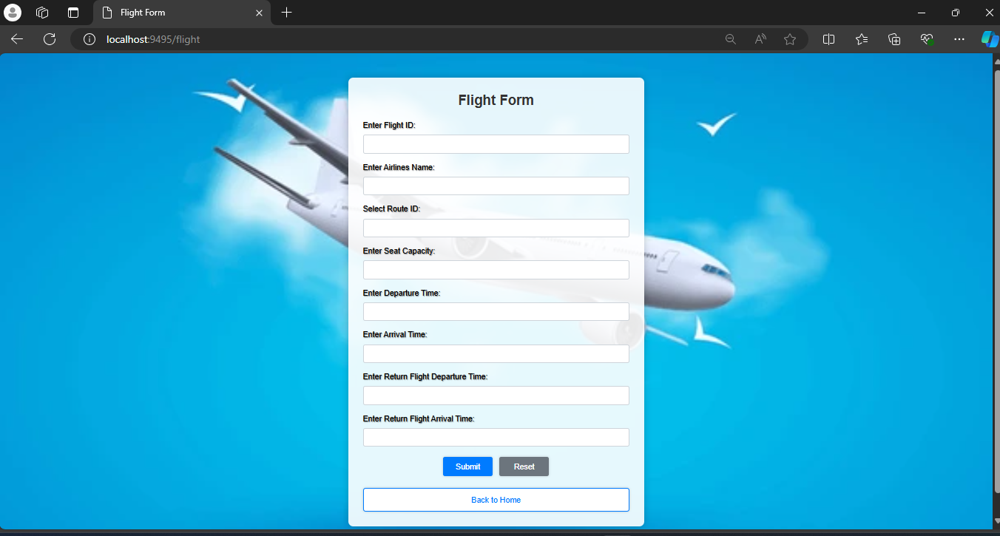 Flight Form
localhost:9495/flight
Flight Form
Enter Flight ID:
Enter Airlines Name:
Select Route ID:
Enter Seat Capacity:
Enter Departure Time:
Enter Arrival Time:
Enter Return Flight Departure Time:
Enter Return Flight Arrival Time:
Submit Reset
Back to Home